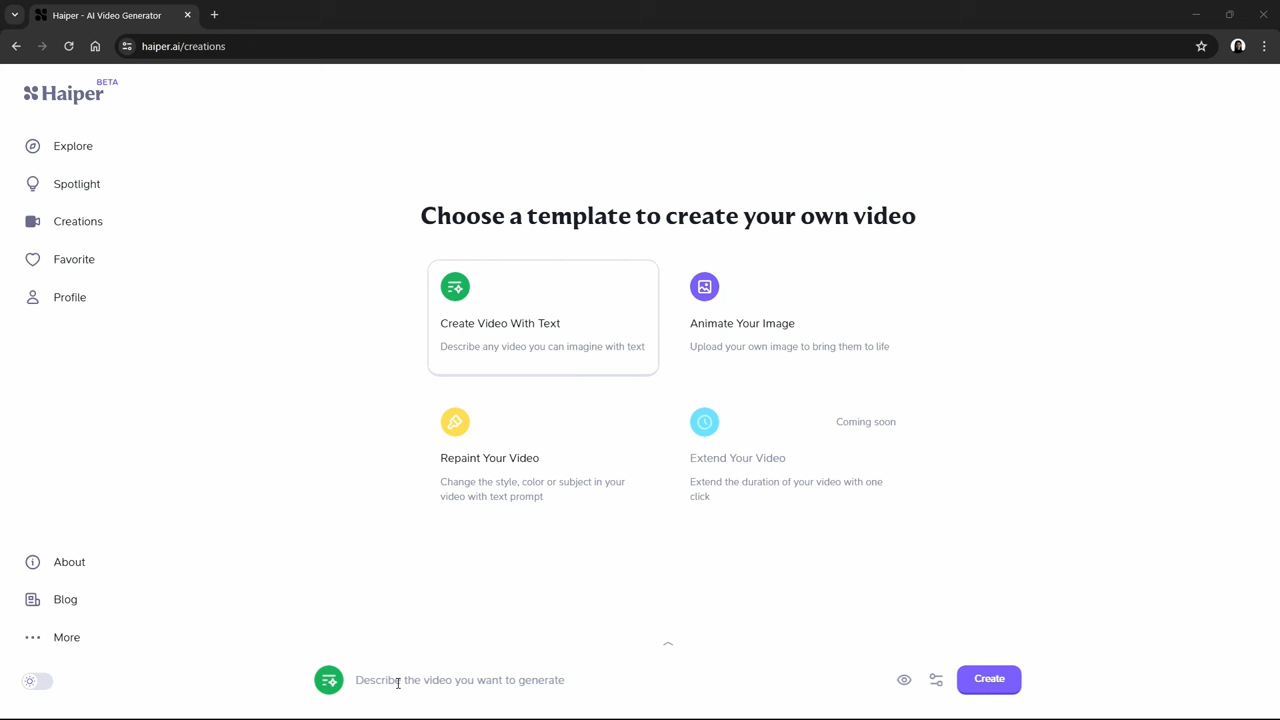 Haiper - AI Video Generator
haiper.ai/creations
Haiper BETA
Explore
Spotlight
Creations
Favorite
Profile
Choose a template to create your own video
Create Video With Text
Describe any video you can imagine with text
Animate Your Image
Upload your own image to bring them to life
Repaint Your Video
Change the style, color or subject in your
video with text prompt
Coming soon
Extend Your Video
Extend the duration of your video with one
click
About
Blog
More
Describe the video you want to generate
Create